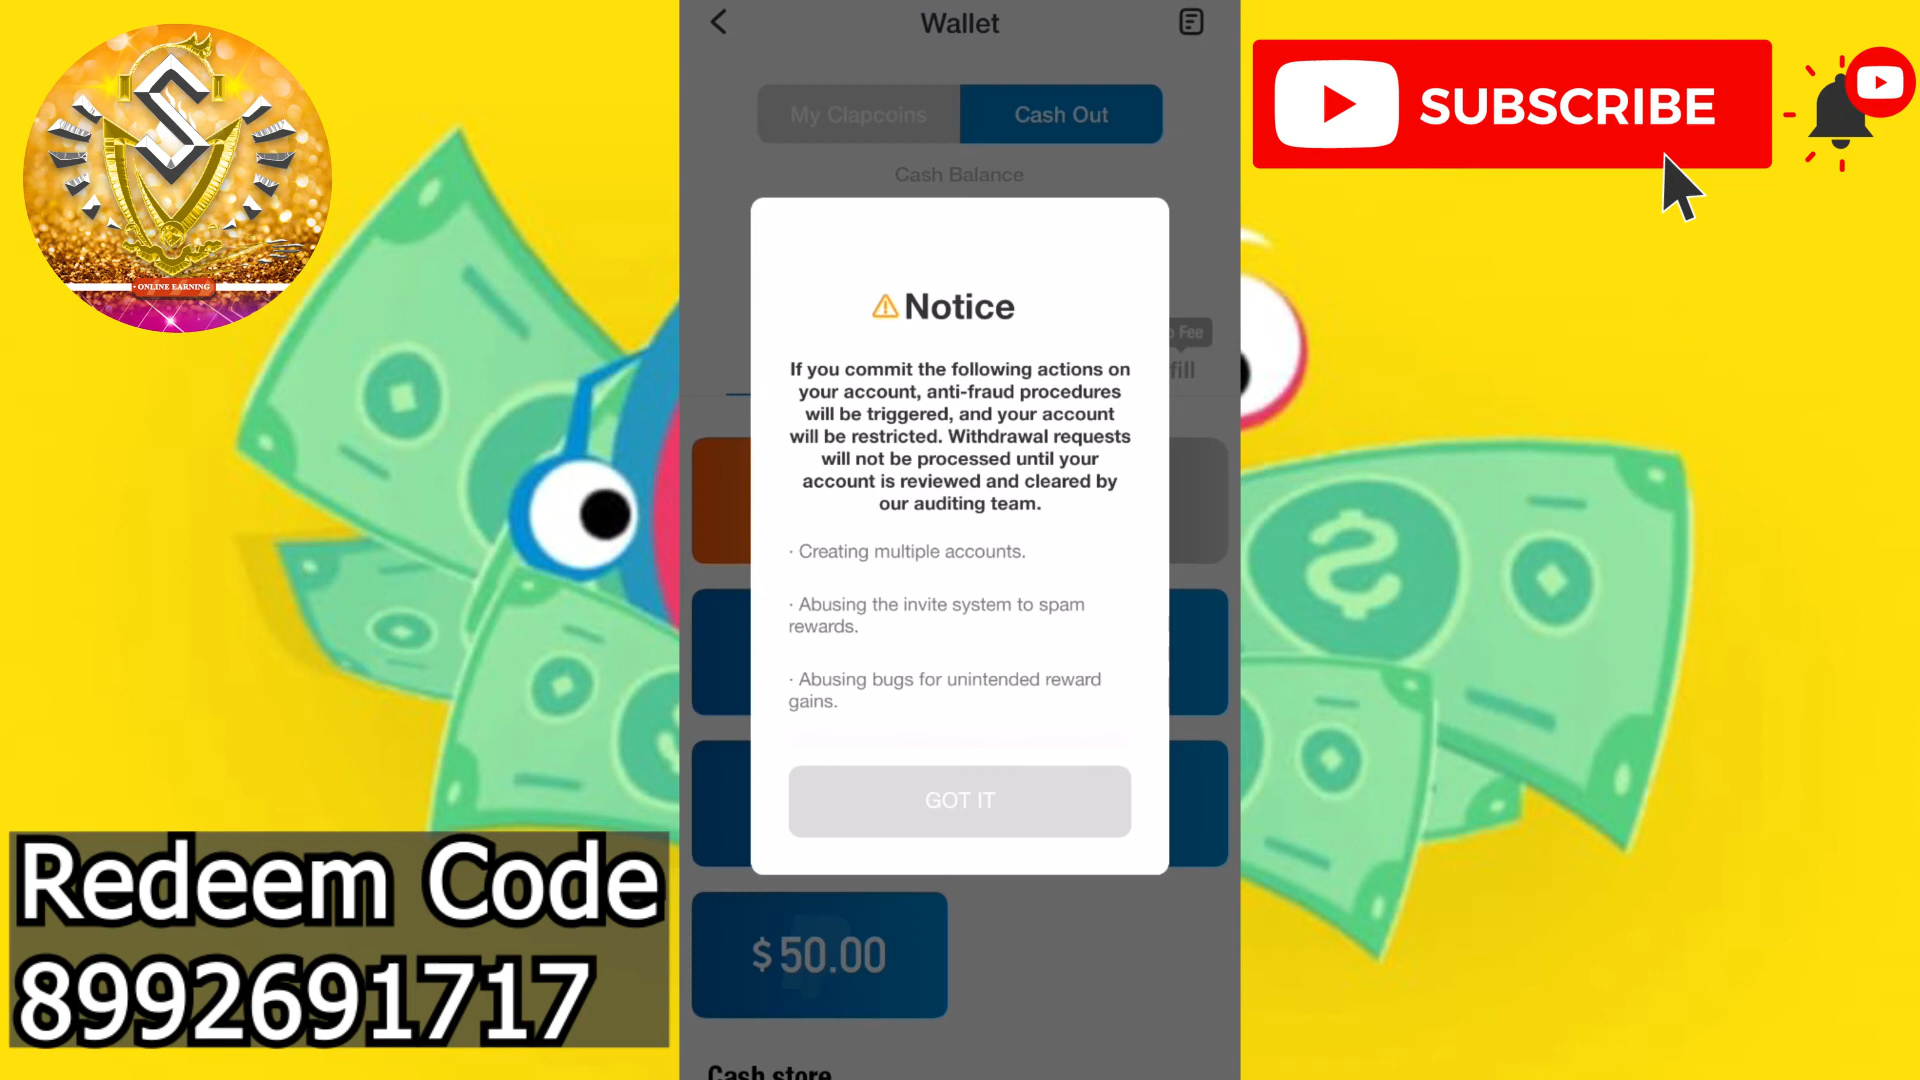 Wallet
My Clapcoins
Cash Out
Cash Balance
SUBSCRIBE
• ONLINE EARNING
Fee
fill
Notice
If you commit the following actions on
your account, anti-fraud procedures
will be triggered, and your account
will be restricted. Withdrawal requests
will not be processed until your
account is reviewed and cleared by
our auditing team.
· Creating multiple accounts.
· Abusing the invite system to spam
rewards.
· Abusing bugs for unintended reward
gains.
GOT IT
$50.00
Cash store
Redeem Code
8992691717